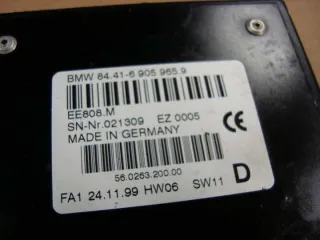 BMW 84.41-6 905 965.9
EE808.M
SN-Nr.021309 EZ 0005
MADE IN GERMANY
CE
56.0263.200.00
FA1 24.11.99 HW06 SW11 D